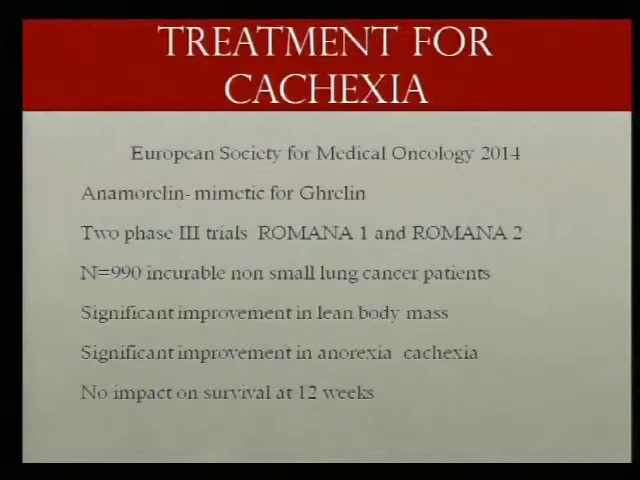 TREATMENT FOR
CACHEXIA
European Society for Medical Oncology 2014
Anamorelin- mimetic for Ghrelin
Two phase III trials ROMANA 1 and ROMANA 2
N=990 incurable non small lung cancer patients
Significant improvement in lean body mass
Significant improvement in anorexia cachexia
No impact on survival at 12 weeks